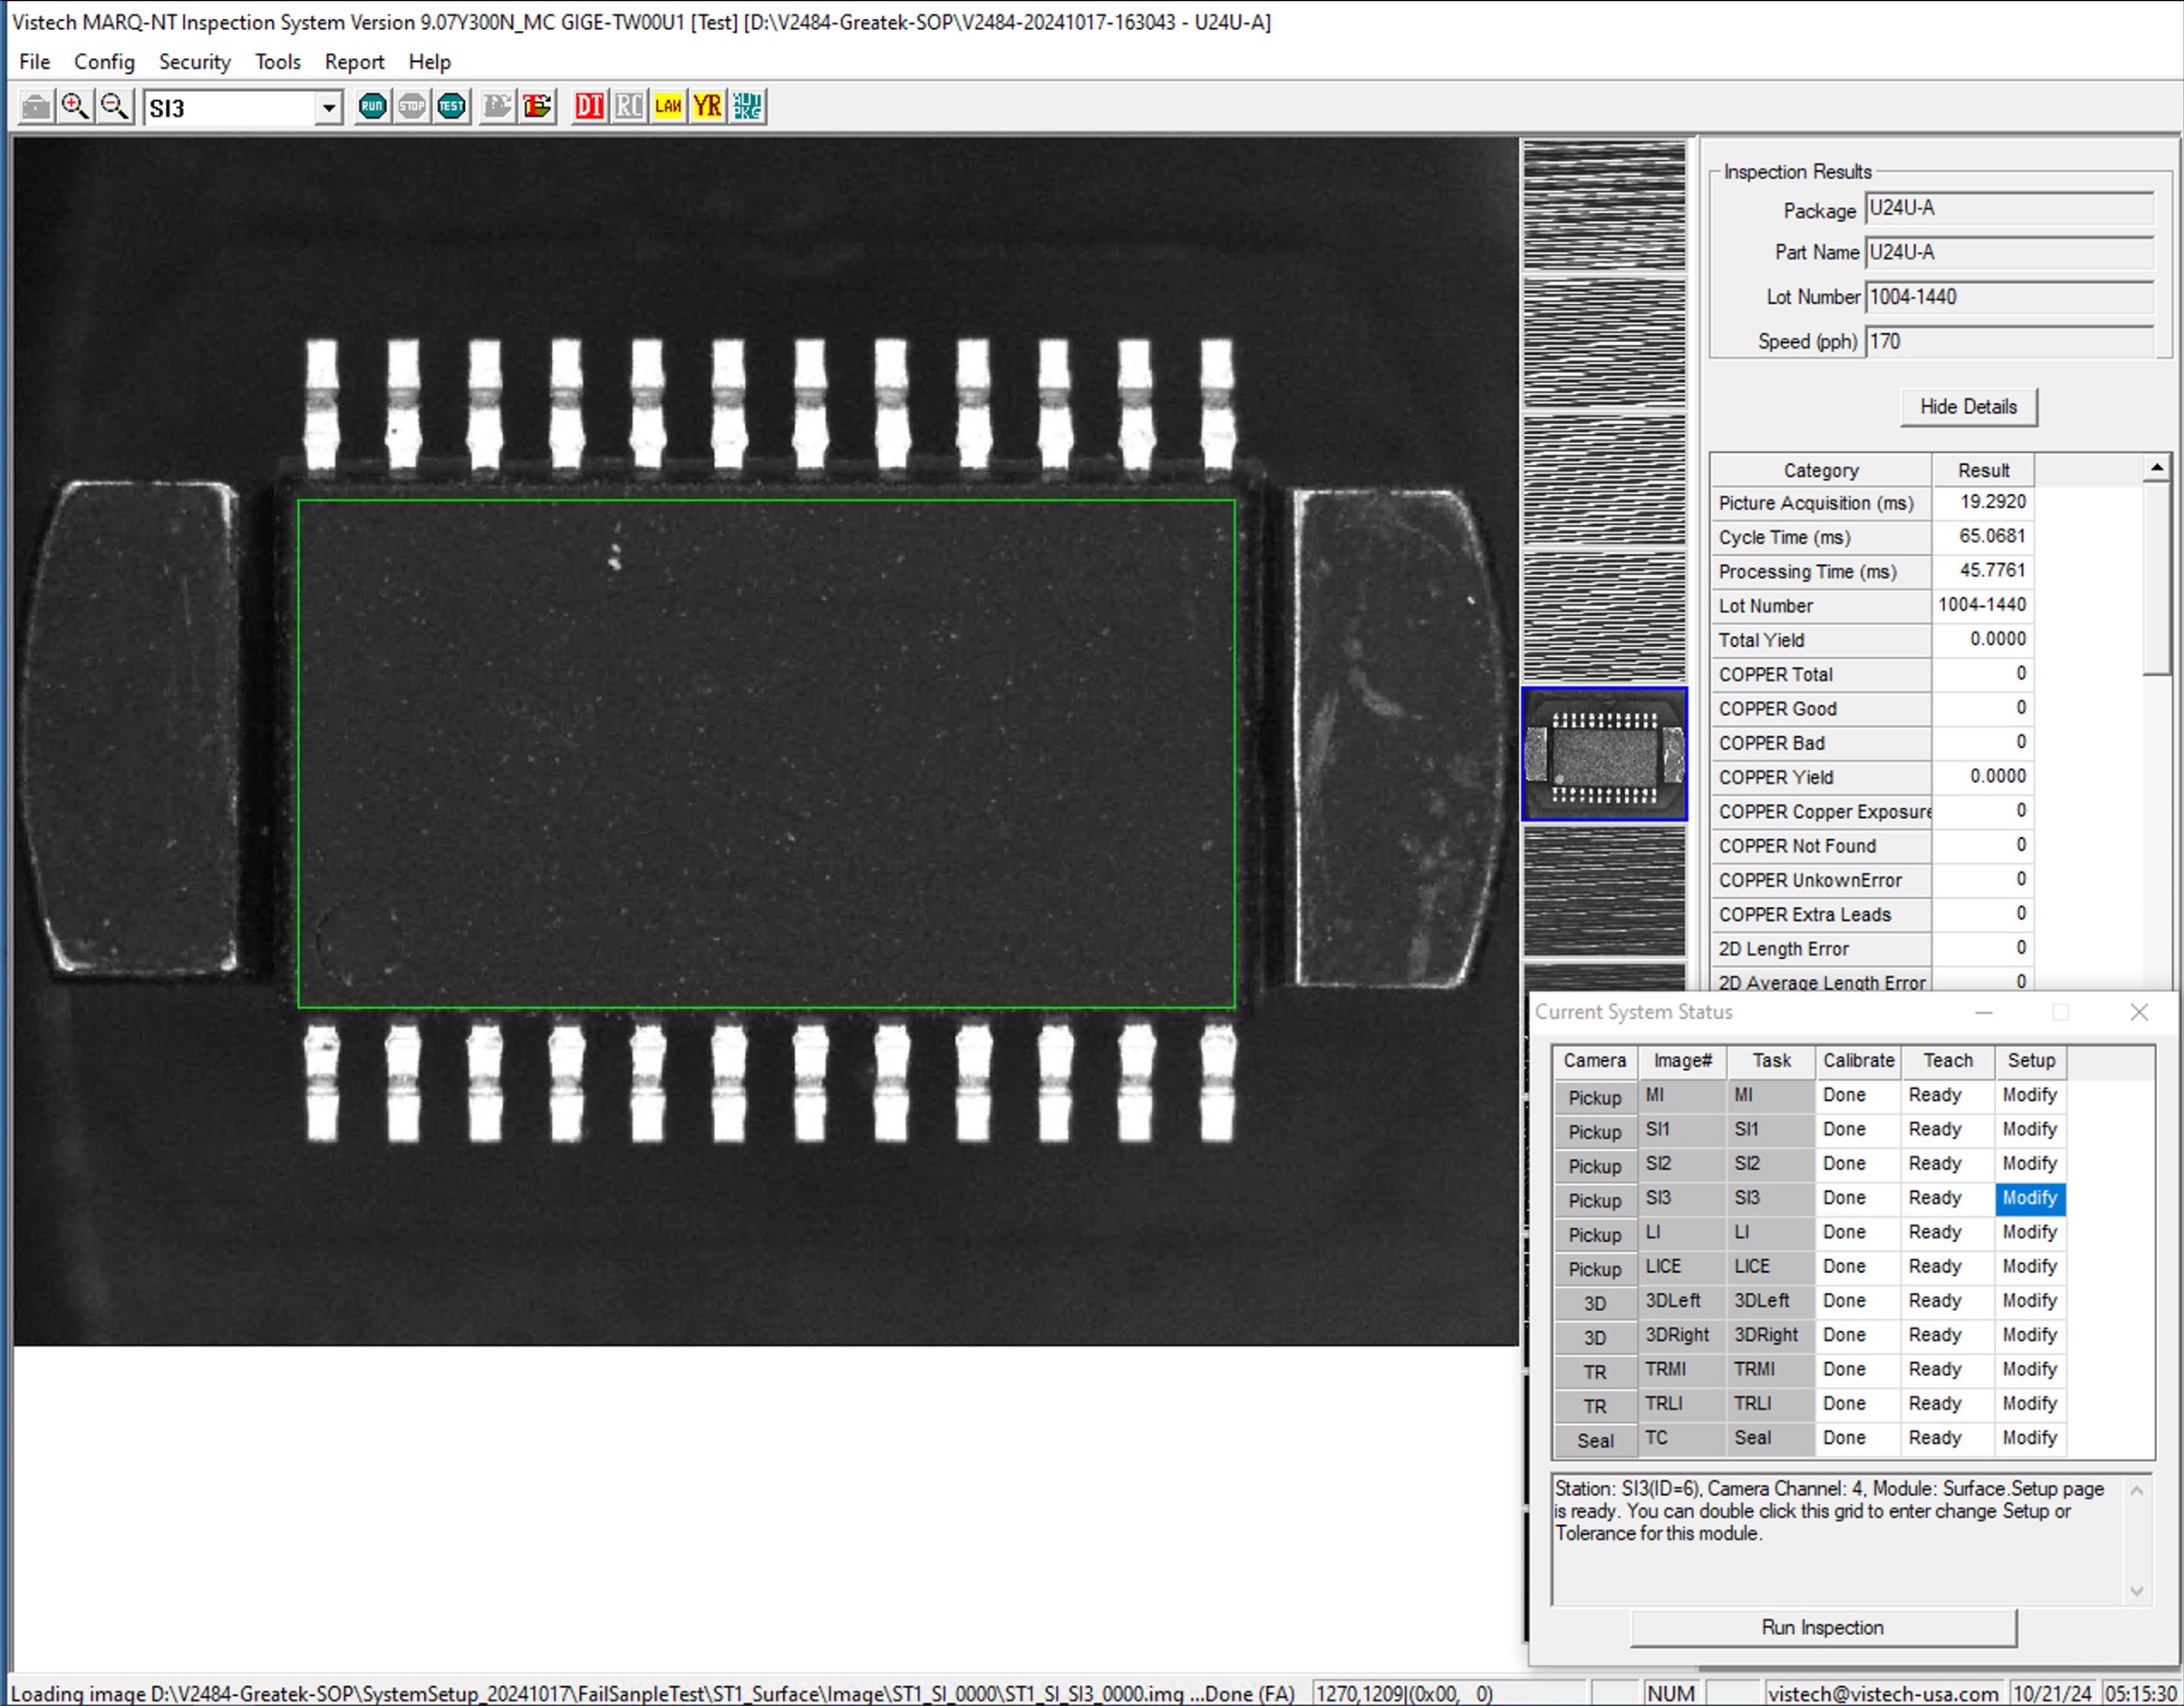 Vistech MARQ-NT Inspection System Version 9.07Y300N_MC GIGE-TW00U1 [Test] [D:\V2484-Greatek-SOP\V2484-20241017-163043 - U24U-A]
File Config Security Tools Report Help
SI3 RUN STOP TEST DT RC LAN YR AUT PKG
Inspection Results
Package U24U-A
Part Name U24U-A
Lot Number 1004-1440
Speed (pph) 170
Hide Details
Category Result
Picture Acquisition (ms) 19.2920
Cycle Time (ms) 65.0681
Processing Time (ms) 45.7761
Lot Number 1004-1440
Total Yield 0.0000
COPPER Total 0
COPPER Good 0
COPPER Bad 0
COPPER Yield 0.0000
COPPER Copper Exposure 0
COPPER Not Found 0
COPPER UnkownError 0
COPPER Extra Leads 0
2D Length Error 0
2D Average Length Error 0
Current System Status
Camera Image# Task Calibrate Teach Setup
Pickup MI MI Done Ready Modify
Pickup SI1 SI1 Done Ready Modify
Pickup SI2 SI2 Done Ready Modify
Pickup SI3 SI3 Done Ready Modify
Pickup LI LI Done Ready Modify
Pickup LICE LICE Done Ready Modify
3D 3DLeft 3DLeft Done Ready Modify
3D 3DRight 3DRight Done Ready Modify
TR TRMI TRMI Done Ready Modify
TR TRLI TRLI Done Ready Modify
Seal TC Seal Done Ready Modify
Station: SI3(ID=6), Camera Channel: 4, Module: Surface.Setup page
is ready. You can double click this grid to enter change Setup or
Tolerance for this module.
Run Inspection
Loading image D:\V2484-Greatek-SOP\SystemSetup_20241017\FailSanpleTest\ST1_Surface\Image\ST1_SI_0000\ST1_SI_SI3_0000.img ...Done (FA) 1270,1209|(0x00, 0) NUM vistech@vistech-usa.com 10/21/24 05:15:30